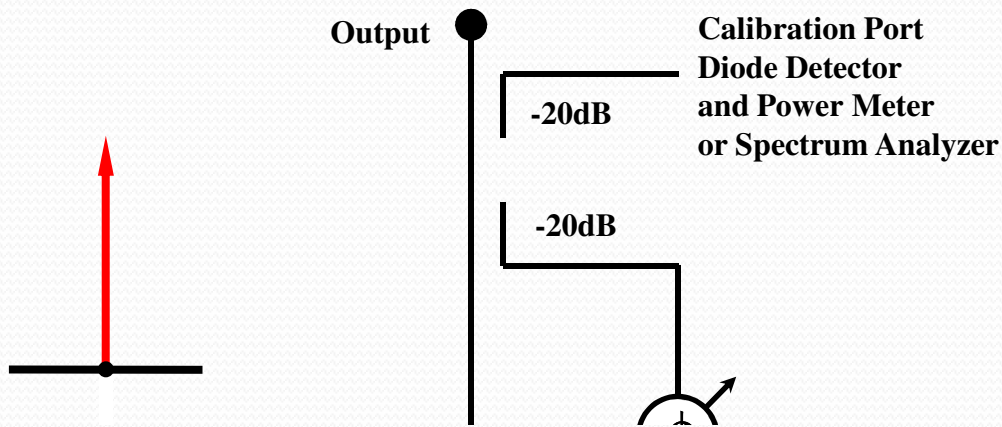 Output
Calibration Port
Diode Detector
and Power Meter
or Spectrum Analyzer
-20dB
-20dB
ϕ